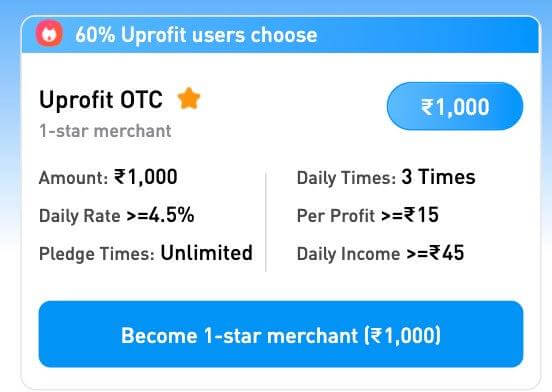 60% Uprofit users choose
Uprofit OTC
₹1,000
1-star merchant
Amount: ₹1,000
Daily Times: 3 Times
Daily Rate >=4.5%
Per Profit >=₹15
Pledge Times: Unlimited
Daily Income >=₹45
Become 1-star merchant (₹1,000)